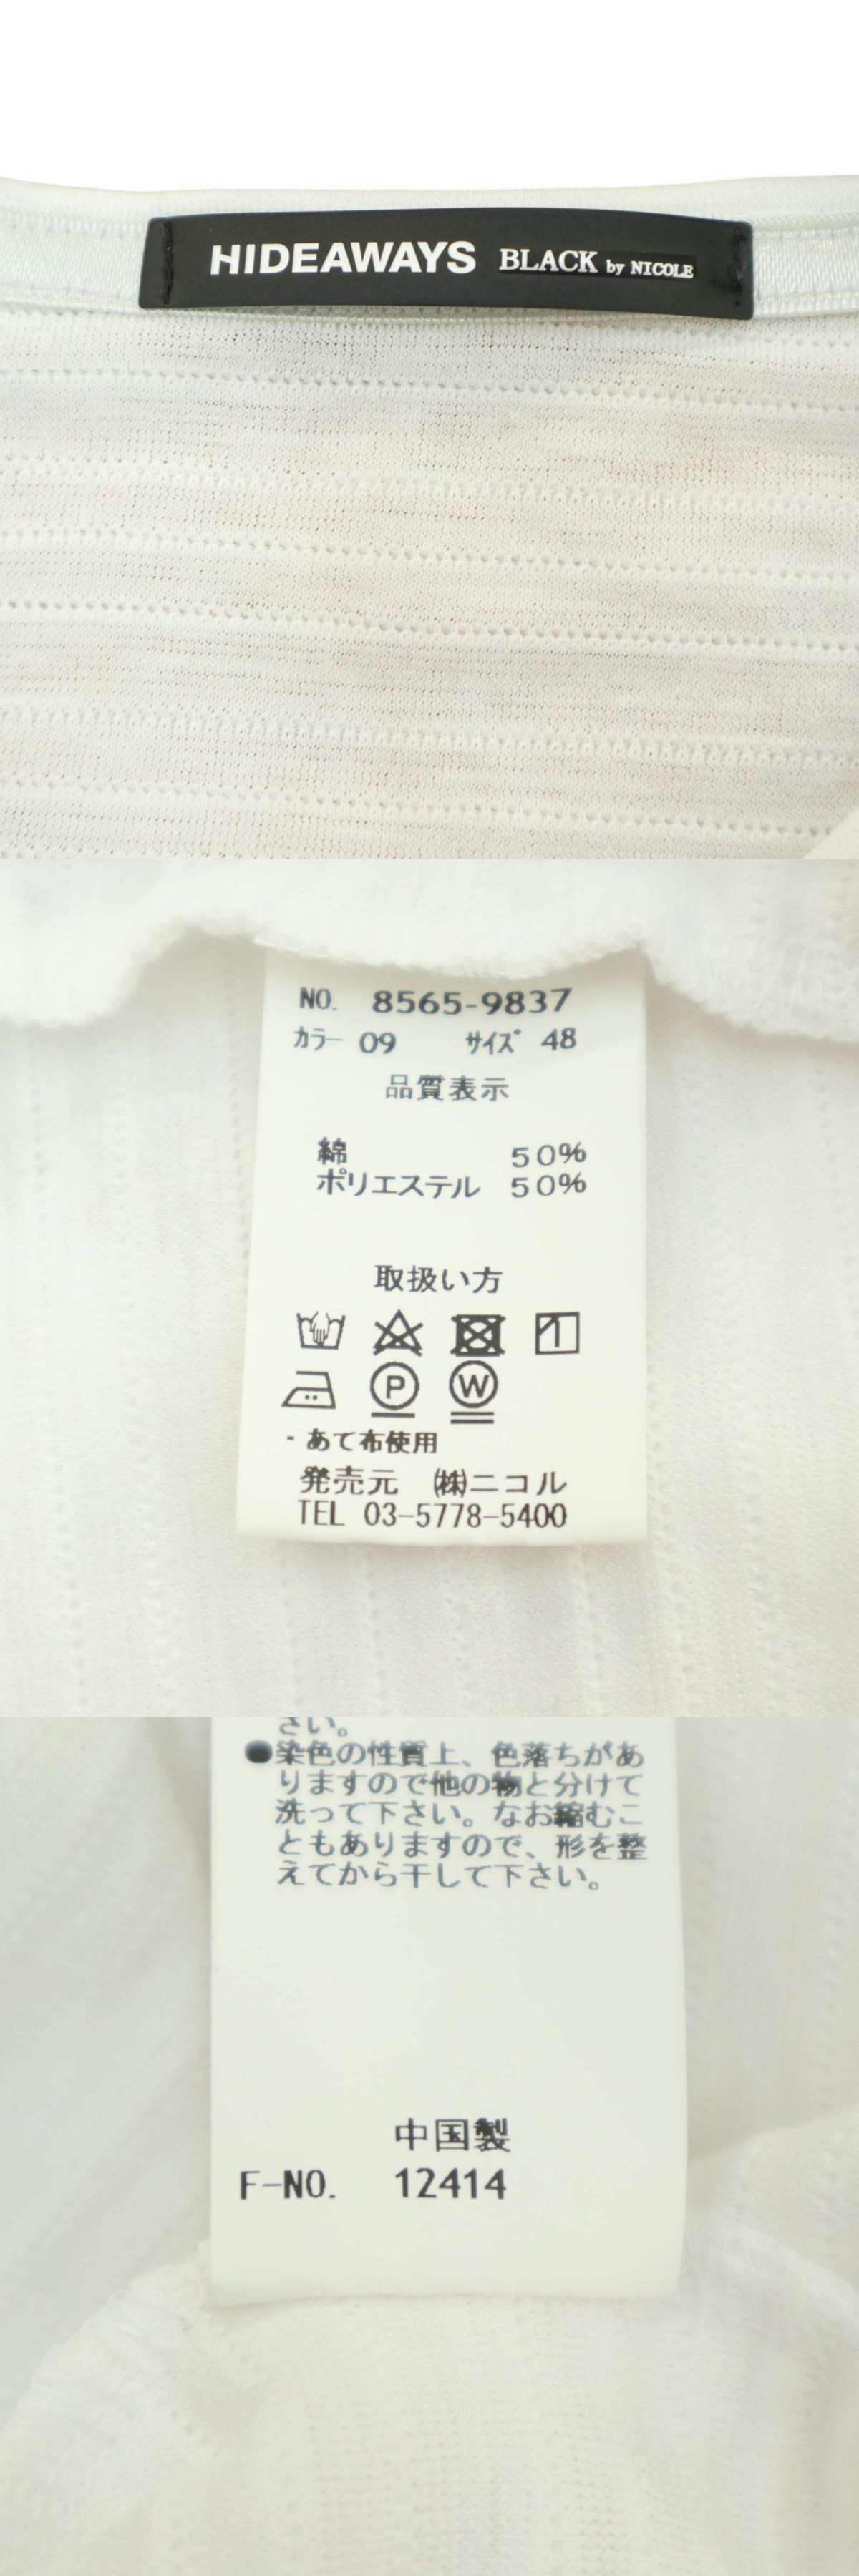 HIDEAWAYS BLACK by NICOLE
NO. 8565-9837
カラー 09 サイズ 48
品質表示
綿 50%
ポリエステル 50%
取扱い方
P W
・あて布使用
発売元 ㈱ニコル
TEL 03-5778-5400
さい。
●染色の性質上、色落ちがあ
りますので他の物と分けて
洗って下さい。なお縮むこ
ともありますので、形を整
えてから干して下さい。
中国製
F-NO. 12414